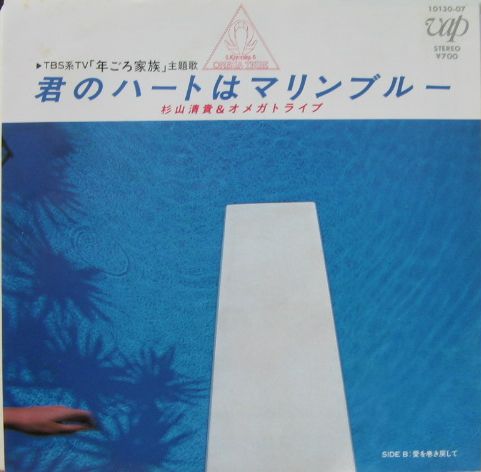 10130-07
vap
STEREO
¥700
▶TBS系TV「年ごろ家族」主題歌
OMEGA TRIBE
君のハートはマリンブルー
杉山清貴&オメガトライブ
SIDE B：愛を巻き戻して